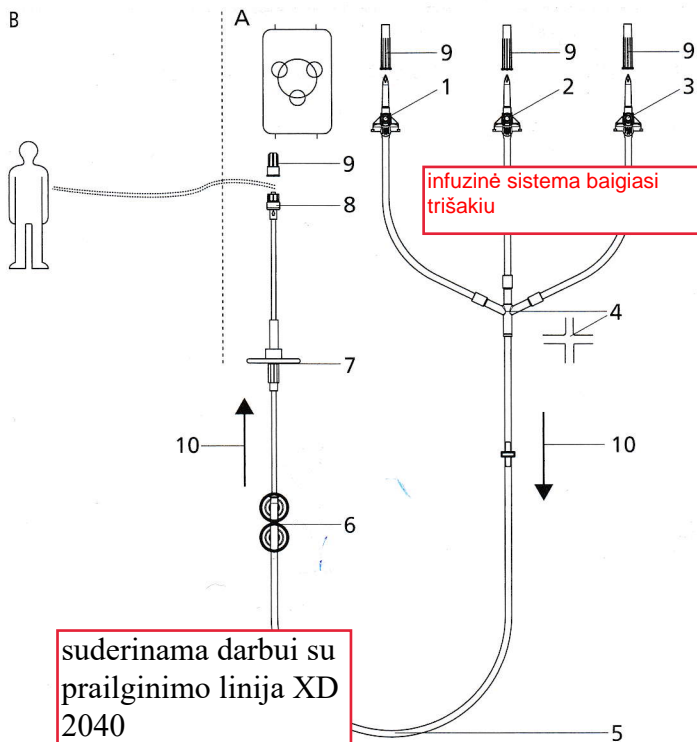 B
A
9
9
9
1
2
3
9
8
infuzinė sistema baigiasi
trišakiu
4
7
10
10
6
suderinama darbui su
prailginimo linija XD
2040
5